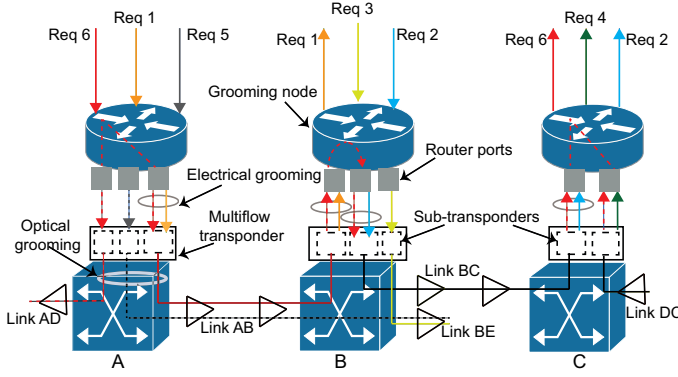 Req 6 Req 1 Req 5
Req 3
Req 1 Req 2
Req 6 Req 4 Req 2
Grooming node
Electrical grooming
Router ports
Optical grooming
Multiflow transponder
Sub-transponders
Link AD
Link AB
Link BC
Link BE
Link DC
A
B
C